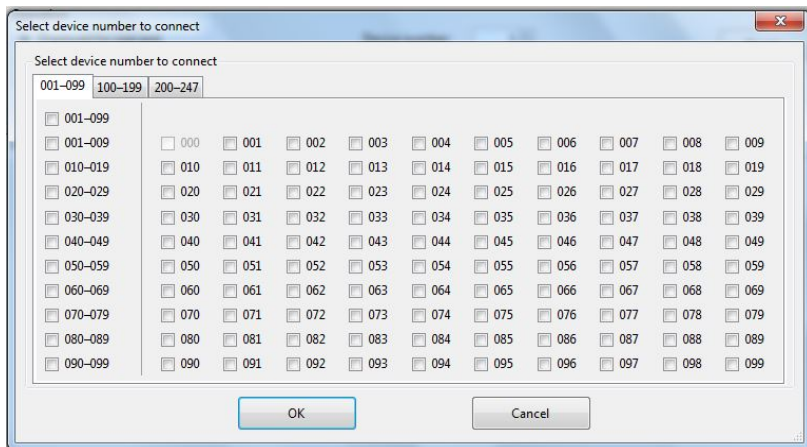 Select device number to connect
Select device number to connect
001–099 100–199 200–247
001–099
001–009 000 001 002 003 004 005 006 007 008 009
010–019 010 011 012 013 014 015 016 017 018 019
020–029 020 021 022 023 024 025 026 027 028 029
030–039 030 031 032 033 034 035 036 037 038 039
040–049 040 041 042 043 044 045 046 047 048 049
050–059 050 051 052 053 054 055 056 057 058 059
060–069 060 061 062 063 064 065 066 067 068 069
070–079 070 071 072 073 074 075 076 077 078 079
080–089 080 081 082 083 084 085 086 087 088 089
090–099 090 091 092 093 094 095 096 097 098 099
OK Cancel